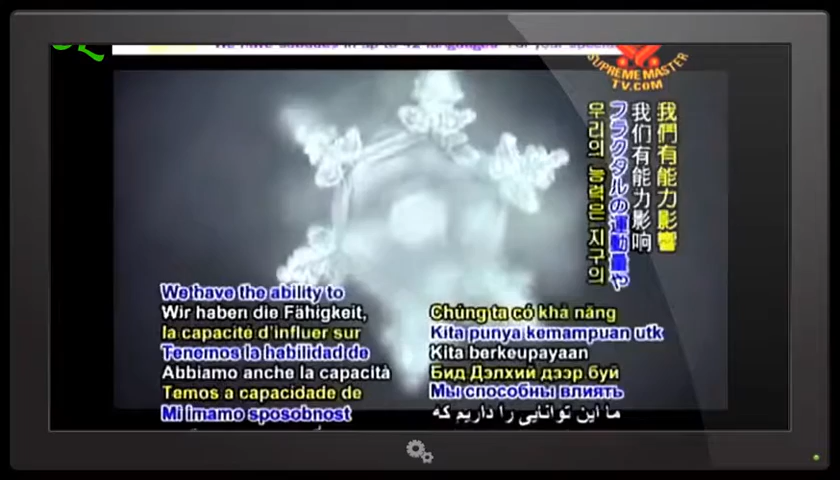 SUPREME MASTER
TV.COM
我們有能力影響
我们有能力影响
フラクタルの運動量や
우리의 능력은 지구의
We have the ability to
Wir haben die Fähigkeit,
la capacité d'influer sur
Tenemos la habilidad de
Abbiamo anche la capacità
Temos a capacidade de
Mi imamo sposobnost
Chúng ta có khả năng
Kita punya kemampuan utk
Kita berkeupayaan
Бид Дэлхий дээр буй
Мы способны влиять
ما این توانایی را داریم که